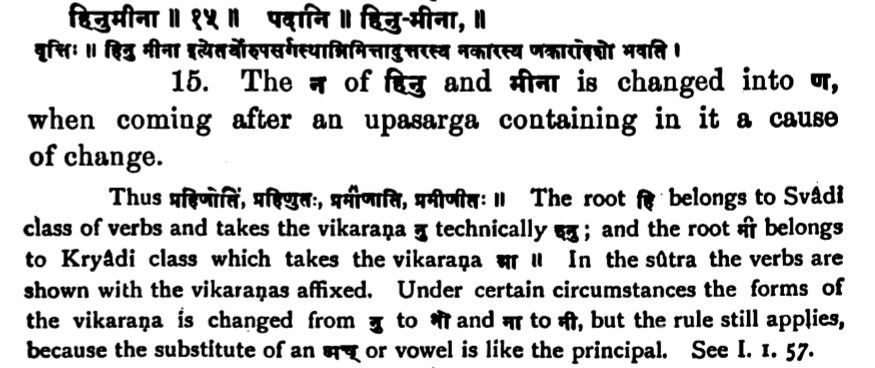 हिनुमीना ॥ १५ ॥ पदानि ॥ हिनु-मीना, ॥
वृत्तिः ॥ हिनु मीना इत्येतयोरुपसर्गस्थान्निमित्तादुत्तरस्य नकारस्य णकारादेशो भवति ।
15. The न of हिनु and मीना is changed into ण,
when coming after an upasarga containing in it a cause
of change.
Thus प्रहिणोति, प्रहिणुतः, प्रमीणाति, प्रमीणीतः ॥ The root हि belongs to Svâdi
class of verbs and takes the vikaraṇa नु technically श्नु; and the root मी belongs
to Kryâdi class which takes the vikaraṇa श्ना ॥ In the sûtra the verbs are
shown with the vikaraṇas affixed. Under certain circumstances the forms of
the vikaraṇa is changed from नु to नो and ना to नी, but the rule still applies,
because the substitute of an अच् or vowel is like the principal. See I. 1. 57.